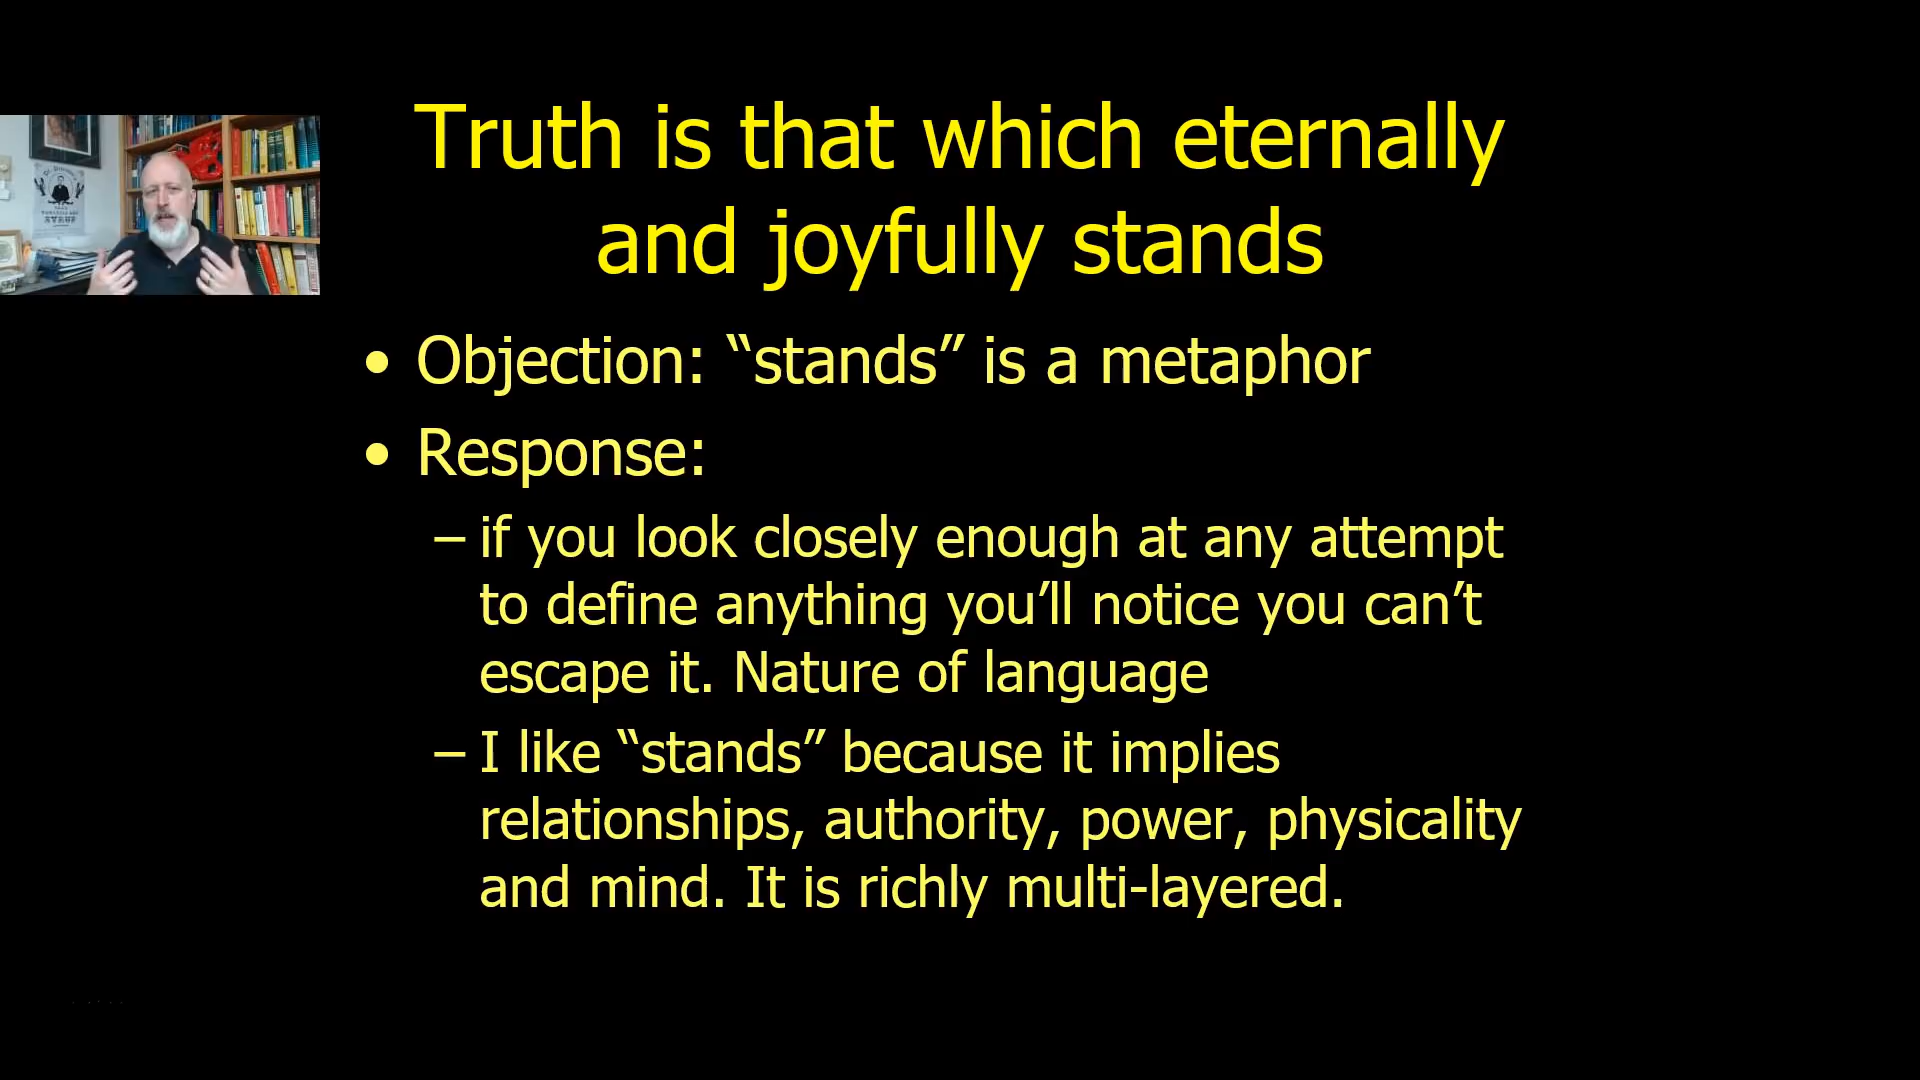 Truth is that which eternally
and joyfully stands
• Objection: “stands” is a metaphor
• Response:
– if you look closely enough at any attempt
to define anything you’ll notice you can’t
escape it. Nature of language
– I like “stands” because it implies
relationships, authority, power, physicality
and mind. It is richly multi-layered.
SYRUP